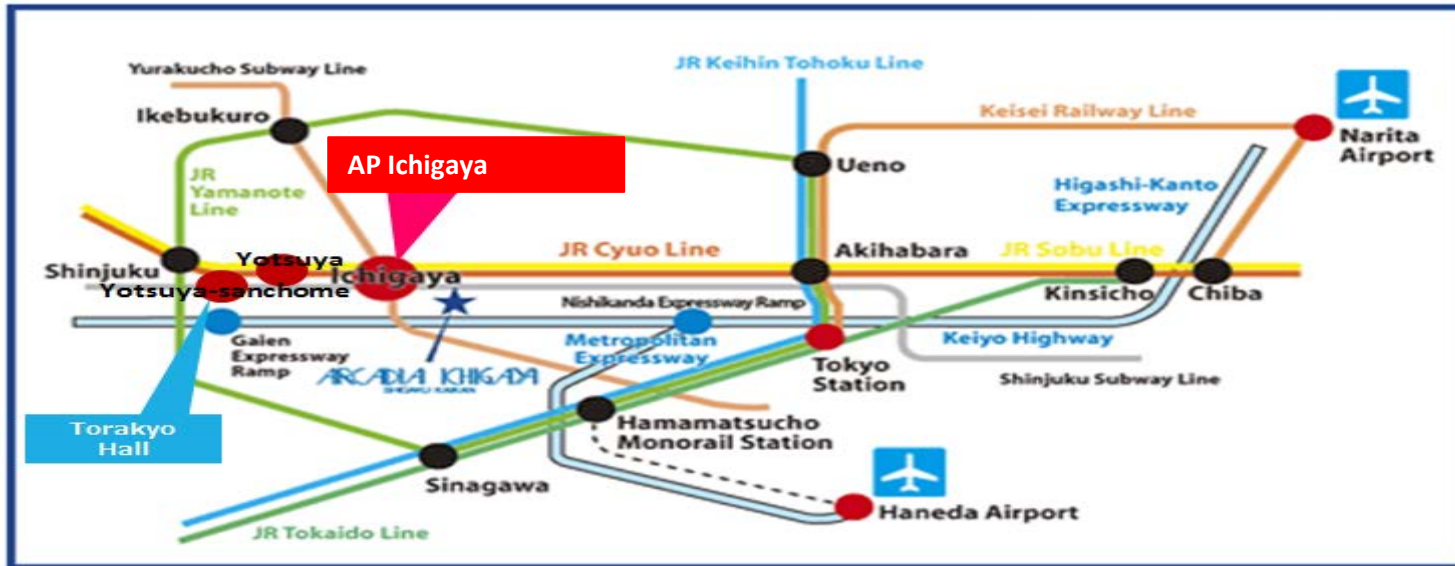 Yurakucho Subway Line
JR Keihin Tohoku Line
Ikebukuro
Keisei Railway Line
Narita
Airport
AP Ichigaya
Ueno
JR
Yamanote
Line
Higashi-Kanto
Expressway
Yotsuya
JR Cyuo Line
Akihabara
JR Sobu Line
Shinjuku
Ichigaya
Yotsuya-sanchome
Nishikanda Expressway Ramp
Kinsicho
Chiba
Gaien
Expressway
Ramp
Metropolitan
Expressway
Keiyo Highway
Tokyo
Station
ARCADIA ICHIGAYA
SHIGAKU KAIKAN
Shinjuku Subway Line
Torakyo
Hall
Hamamatsucho
Monorail Station
Sinagawa
Haneda Airport
JR Tokaido Line